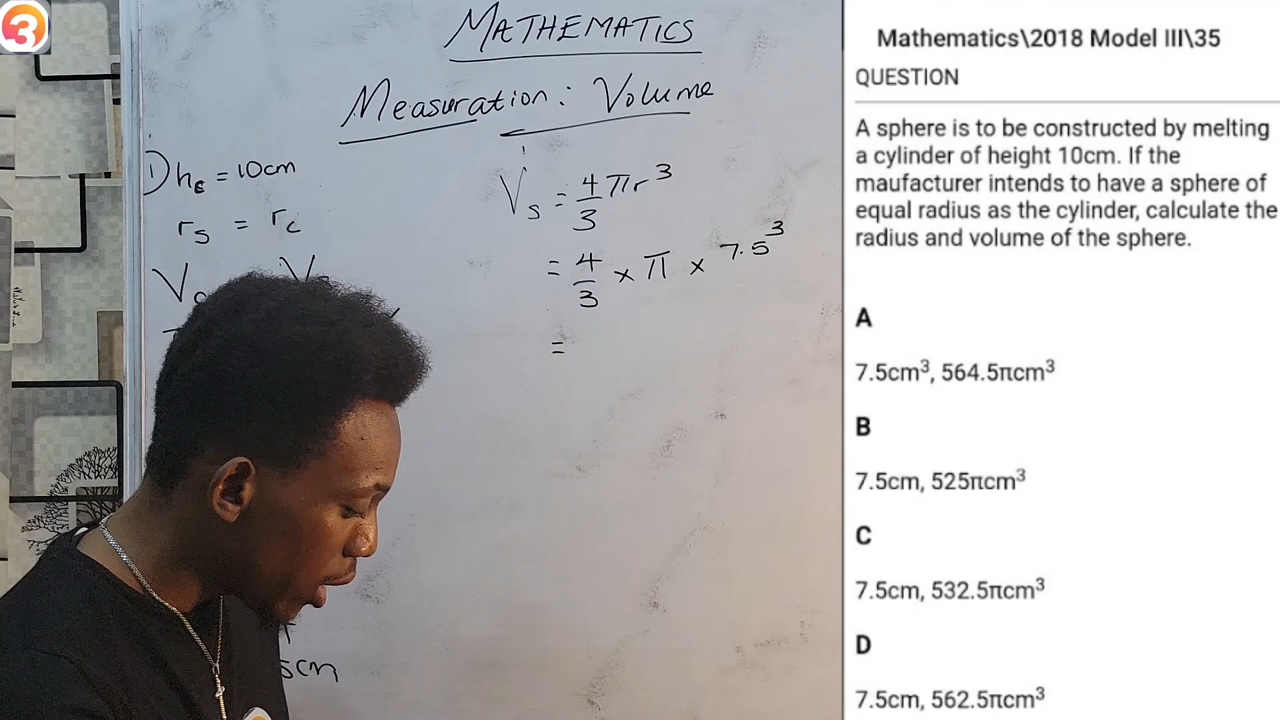 3
MATHEMATICS
Measuration: Volume
1) hc = 10cm
rs = rc
Vs = 4/3 πr³
= 4/3 × π × 7.5³
=
5cm
Mathematics\2018 Model III\35
QUESTION
A sphere is to be constructed by melting
a cylinder of height 10cm. If the
maufacturer intends to have a sphere of
equal radius as the cylinder, calculate the
radius and volume of the sphere.
A
7.5cm³, 564.5πcm³
B
7.5cm, 525πcm³
C
7.5cm, 532.5πcm³
D
7.5cm, 562.5πcm³